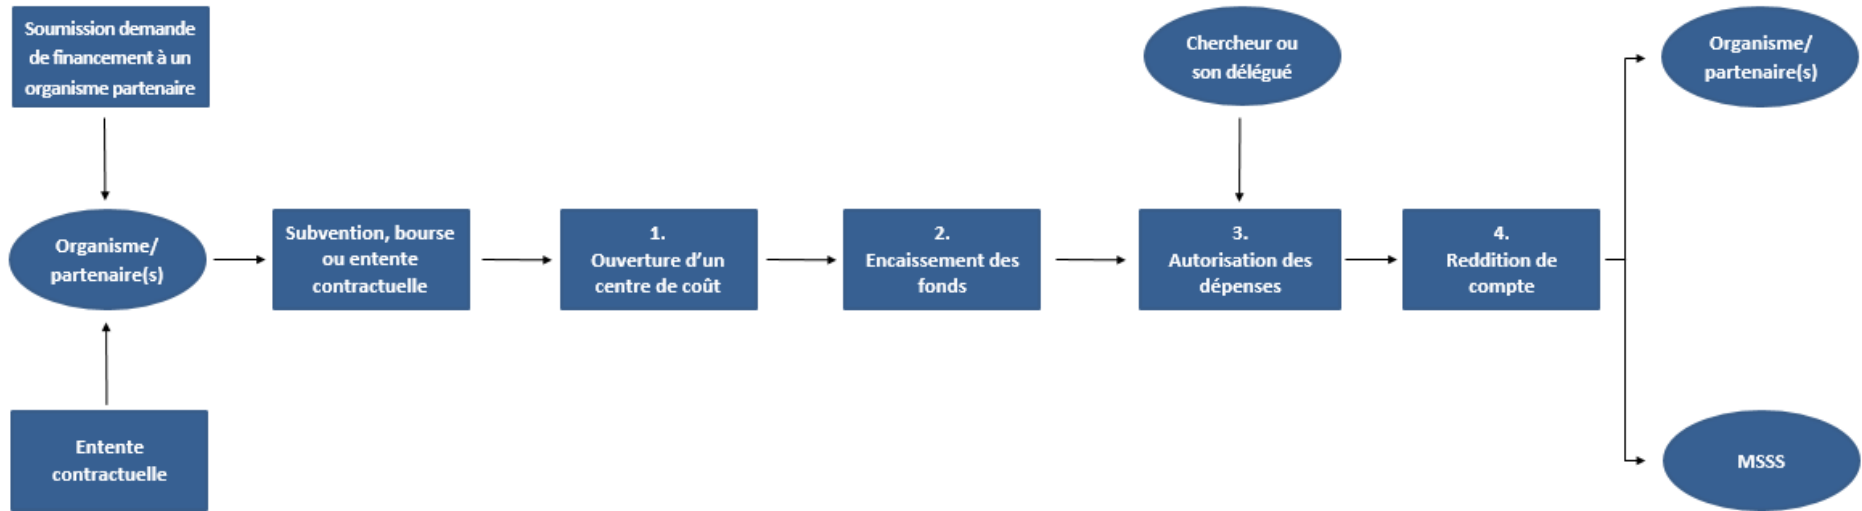 Soumission demande
de financement à un
organisme partenaire
Chercheur ou
son délégué
Organisme/
partenaire(s)
Organisme/
partenaire(s)
Subvention, bourse
ou entente
contractuelle
1.
Ouverture d’un
centre de coût
2.
Encaissement des
fonds
3.
Autorisation des
dépenses
4.
Reddition de
compte
Entente
contractuelle
MSSS